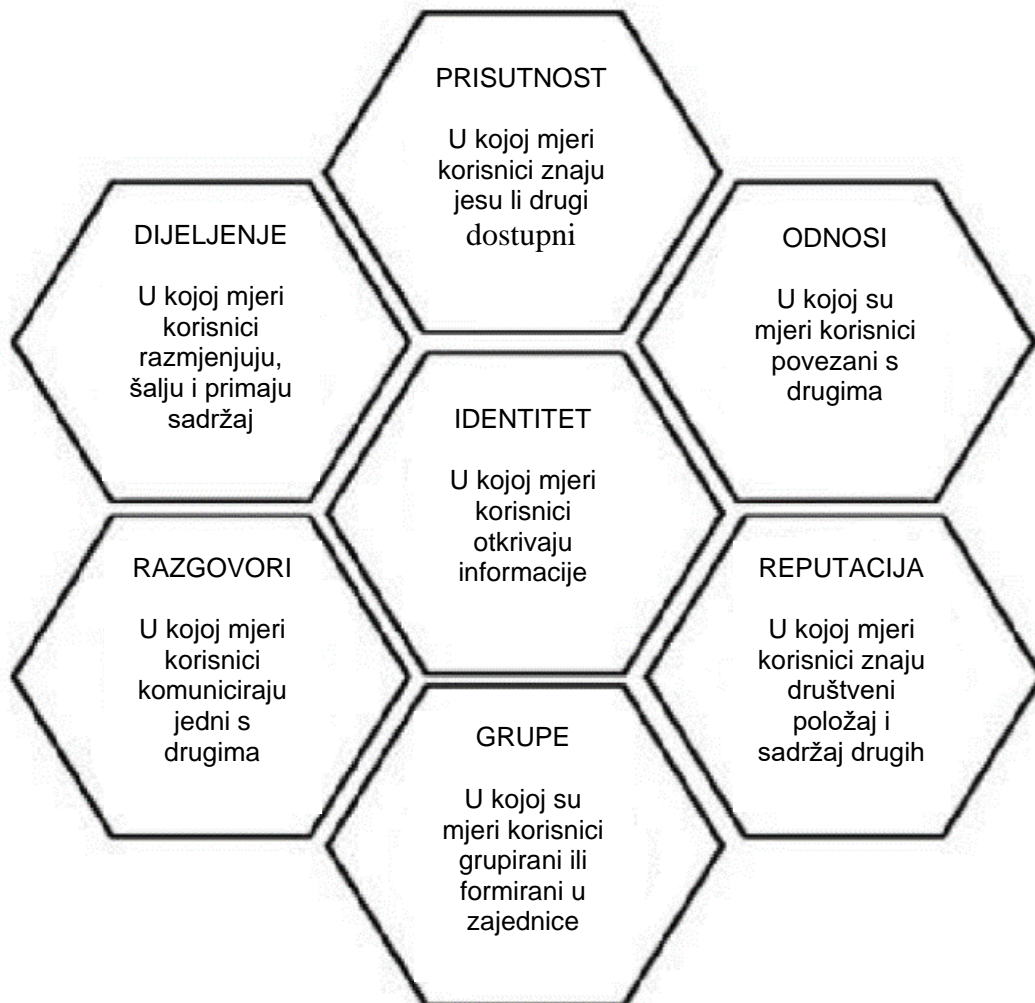 PRISUTNOST
U kojoj mjeri
korisnici znaju
jesu li drugi
dostupni
DIJELJENJE
U kojoj mjeri
korisnici
razmjenjuju,
šalju i primaju
sadržaj
ODNOSI
U kojoj su
mjeri korisnici
povezani s
drugima
IDENTITET
U kojoj mjeri
korisnici
otkrivaju
informacije
RAZGOVORI
U kojoj mjeri
korisnici
komuniciraju
jedni s
drugima
REPUTACIJA
U kojoj mjeri
korisnici znaju
društveni
položaj i
sadržaj drugih
GRUPE
U kojoj su
mjeri korisnici
grupirani ili
formirani u
zajednice